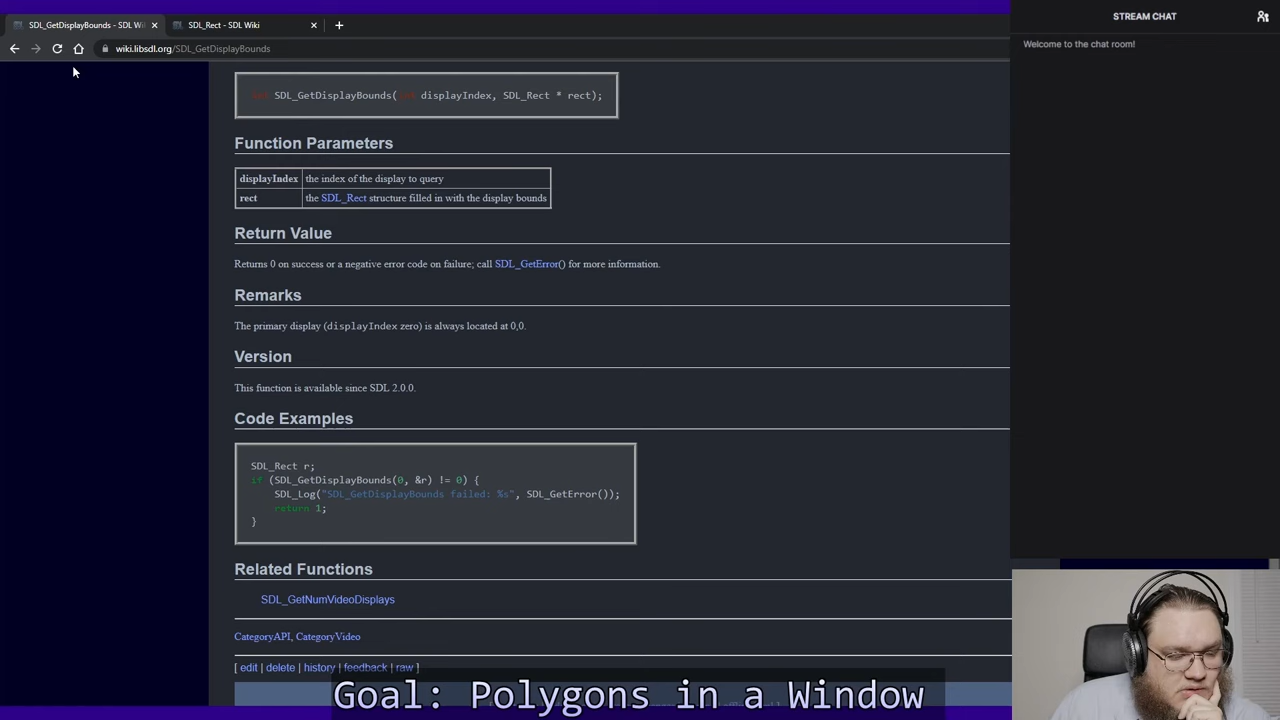 SDL_GetDisplayBounds - SDL Wi
SDL_Rect - SDL Wiki
STREAM CHAT
wiki.libsdl.org/SDL_GetDisplayBounds
Welcome to the chat room!
int SDL_GetDisplayBounds(int displayIndex, SDL_Rect * rect);
Function Parameters
displayIndex the index of the display to query
rect the SDL_Rect structure filled in with the display bounds
Return Value
Returns 0 on success or a negative error code on failure; call SDL_GetError() for more information.
Remarks
The primary display (displayIndex zero) is always located at 0,0.
Version
This function is available since SDL 2.0.0.
Code Examples
SDL_Rect r;
if (SDL_GetDisplayBounds(0, &r) != 0) {
SDL_Log("SDL_GetDisplayBounds failed: %s", SDL_GetError());
return 1;
}
Related Functions
SDL_GetNumVideoDisplays
CategoryAPI, CategoryVideo
[ edit | delete | history | feedback | raw ]
Goal: Polygons in a Window